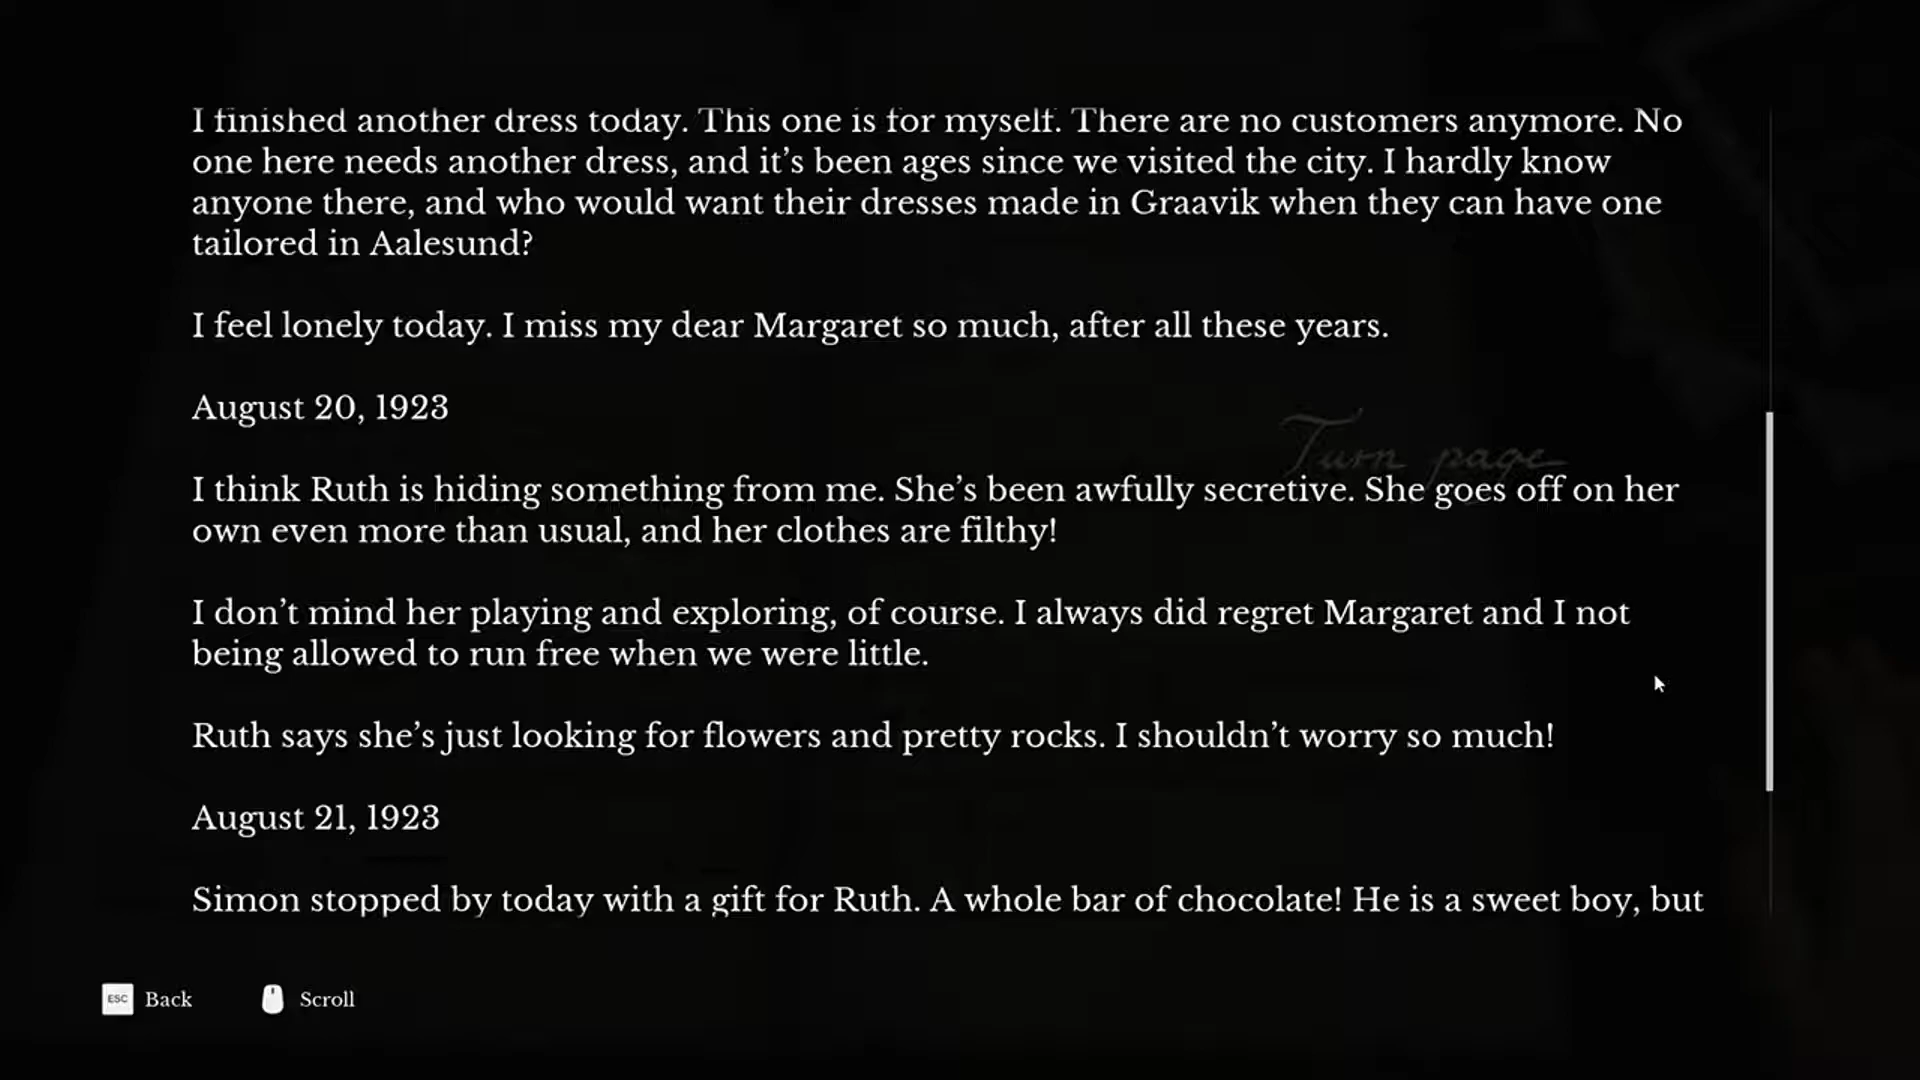 I finished another dress today. This one is for myself. There are no customers anymore. No
one here needs another dress, and it’s been ages since we visited the city. I hardly know
anyone there, and who would want their dresses made in Graavik when they can have one
tailored in Aalesund?
I feel lonely today. I miss my dear Margaret so much, after all these years.
August 20, 1923
Turn page
I think Ruth is hiding something from me. She’s been awfully secretive. She goes off on her
own even more than usual, and her clothes are filthy!
I don’t mind her playing and exploring, of course. I always did regret Margaret and I not
being allowed to run free when we were little.
Ruth says she’s just looking for flowers and pretty rocks. I shouldn’t worry so much!
August 21, 1923
Simon stopped by today with a gift for Ruth. A whole bar of chocolate! He is a sweet boy, but
ESC Back Scroll